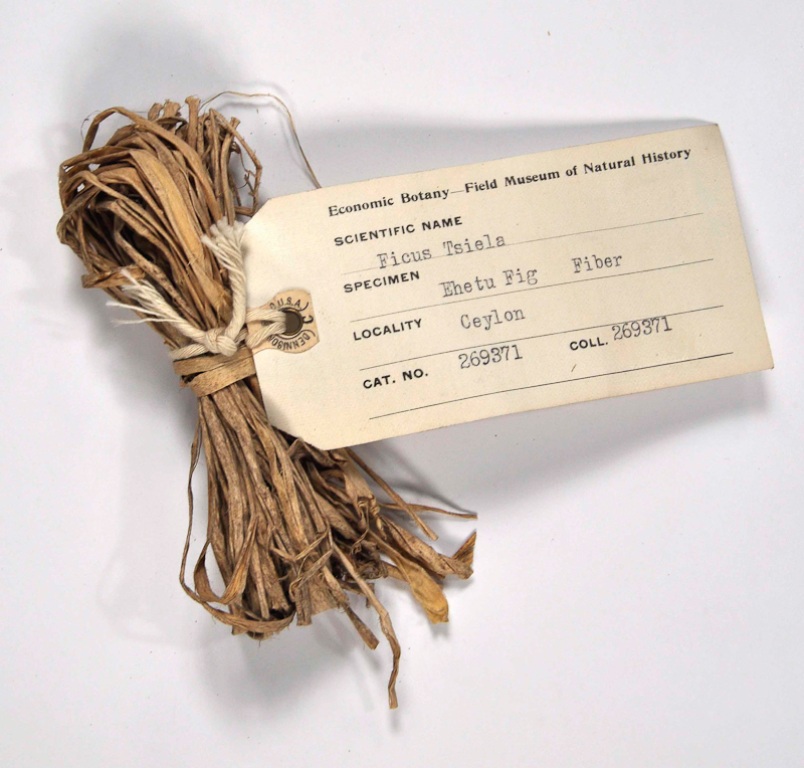 Economic Botany—Field Museum of Natural History
SCIENTIFIC NAME
Ficus Tsiela
SPECIMEN Ehetu Fig Fiber
LOCALITY Ceylon
CAT. NO. 269371 COLL. 269371
U.S.A.
DENNISON